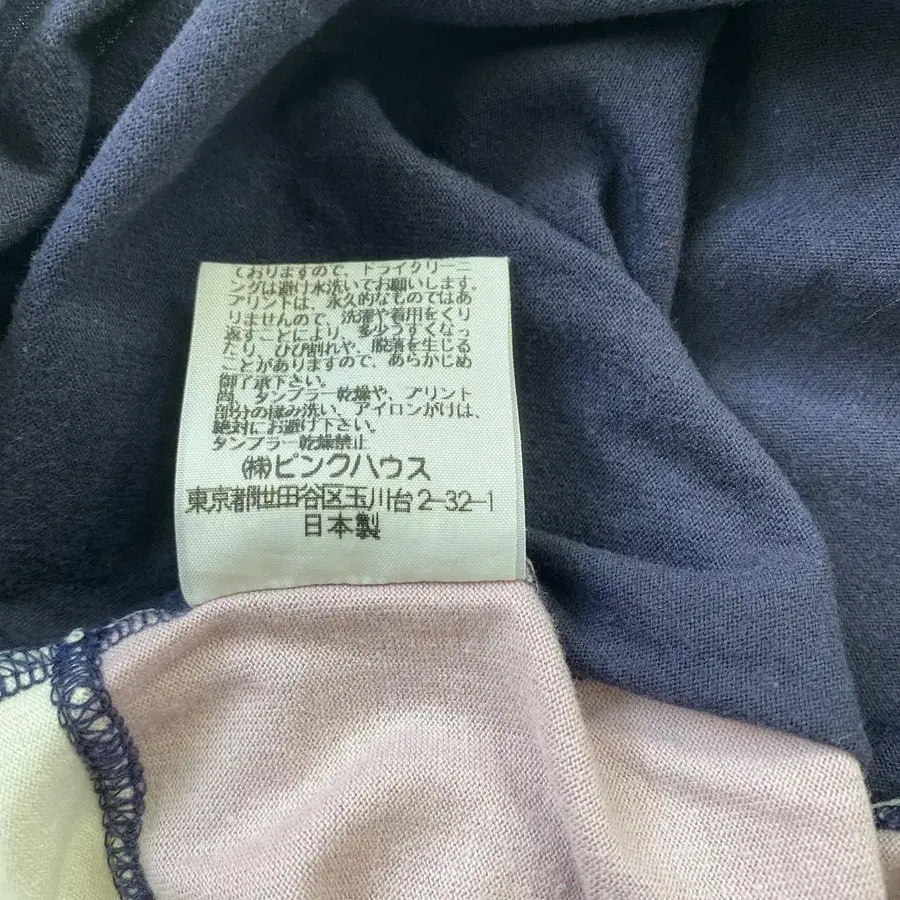 ておりますので、ドライクリーニ
ングは避け水洗いでお願いします。
プリントは、永久的なものではあ
りませんので、洗濯や着用をくり
返すことにより、多少うすくなっ
たり、ひび割れや、脱落を生じる
ことがありますので、あらかじめ
御了承下さい。
尚、タンブラー乾燥や、プリント
部分の揉み洗い、アイロンがけは、
絶対にお避け下さい。
タンブラー乾燥禁止
(株)ピンクハウス
東京都世田谷区玉川台2-32-1
日本製